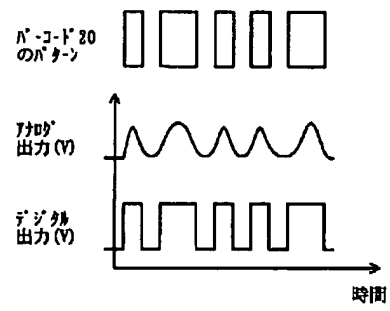 バーコード20
のパターン
アナログ
出力(V)
デジタル
出力(V)
時間